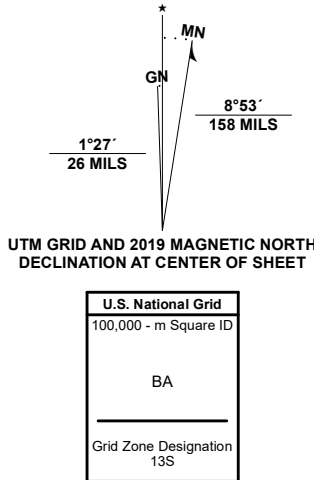 ★
MN
GN
8°53´
158 MILS
1°27´
26 MILS
UTM GRID AND 2019 MAGNETIC NORTH
DECLINATION AT CENTER OF SHEET
U.S. National Grid
100,000 - m Square ID
BA
Grid Zone Designation
13S